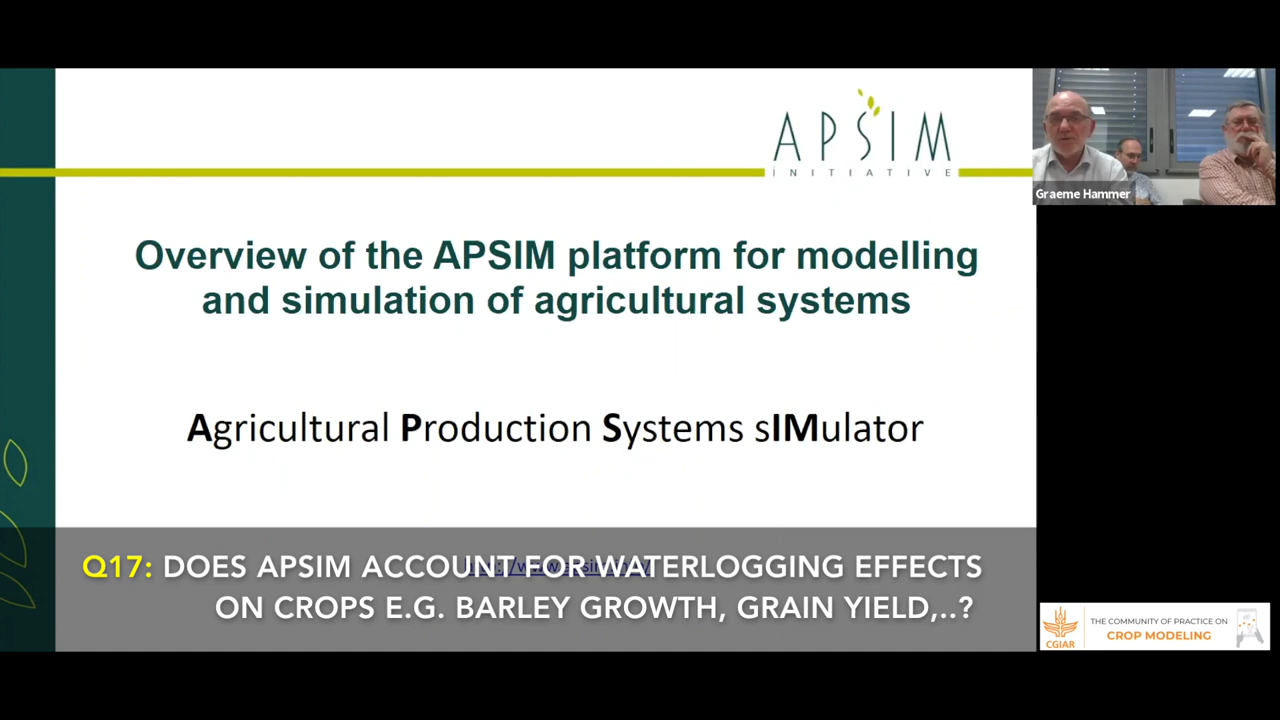 APSIM
INITIATIVE
Graeme Hammer
Overview of the APSIM platform for modelling
and simulation of agricultural systems
Agricultural Production Systems sIMulator
Q17: DOES APSIM ACCOUNT FOR WATERLOGGING EFFECTS
ON CROPS E.G. BARLEY GROWTH, GRAIN YIELD,..?
CGIAR
THE COMMUNITY OF PRACTICE ON
CROP MODELING